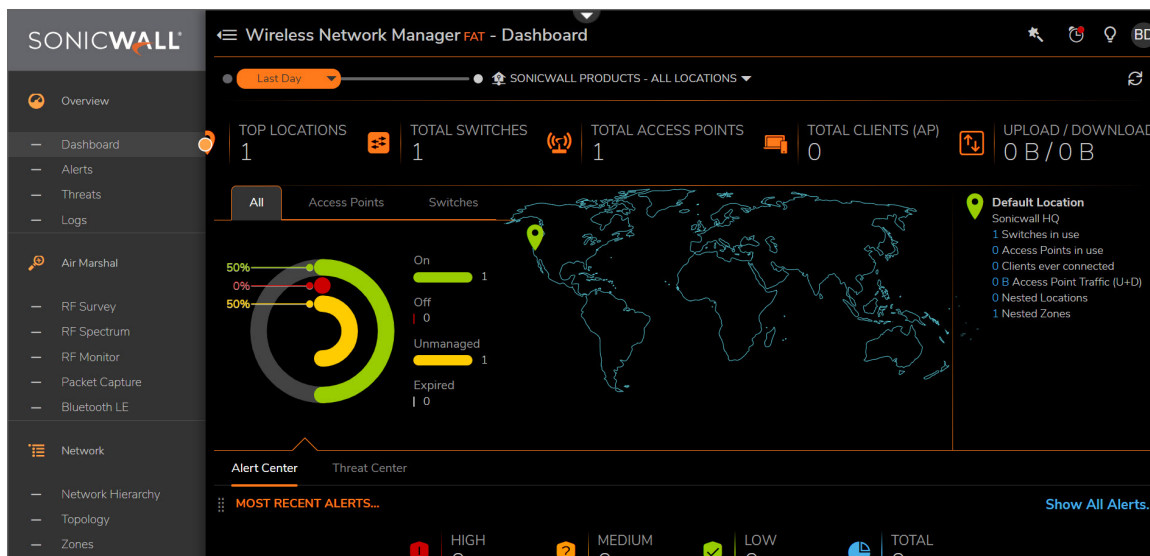 SONICWALL
Wireless Network Manager FAT - Dashboard
BD
Last Day
SONICWALL PRODUCTS - ALL LOCATIONS
Overview
Dashboard
Alerts
Threats
Logs
Air Marshal
RF Survey
RF Spectrum
RF Monitor
Packet Capture
Bluetooth LE
Network
Network Hierarchy
Topology
Zones
TOP LOCATIONS
1
TOTAL SWITCHES
1
TOTAL ACCESS POINTS
1
TOTAL CLIENTS (AP)
0
UPLOAD / DOWNLOAD
0 B / 0 B
All
Access Points
Switches
50%
0%
50%
On
1
Off
0
Unmanaged
1
Expired
0
Default Location
Sonicwall HQ
1 Switches in use
0 Access Points in use
0 Clients ever connected
0 B Access Point Traffic (U+D)
0 Nested Locations
1 Nested Zones
Alert Center
Threat Center
MOST RECENT ALERTS...
Show All Alerts.
HIGH
MEDIUM
LOW
TOTAL